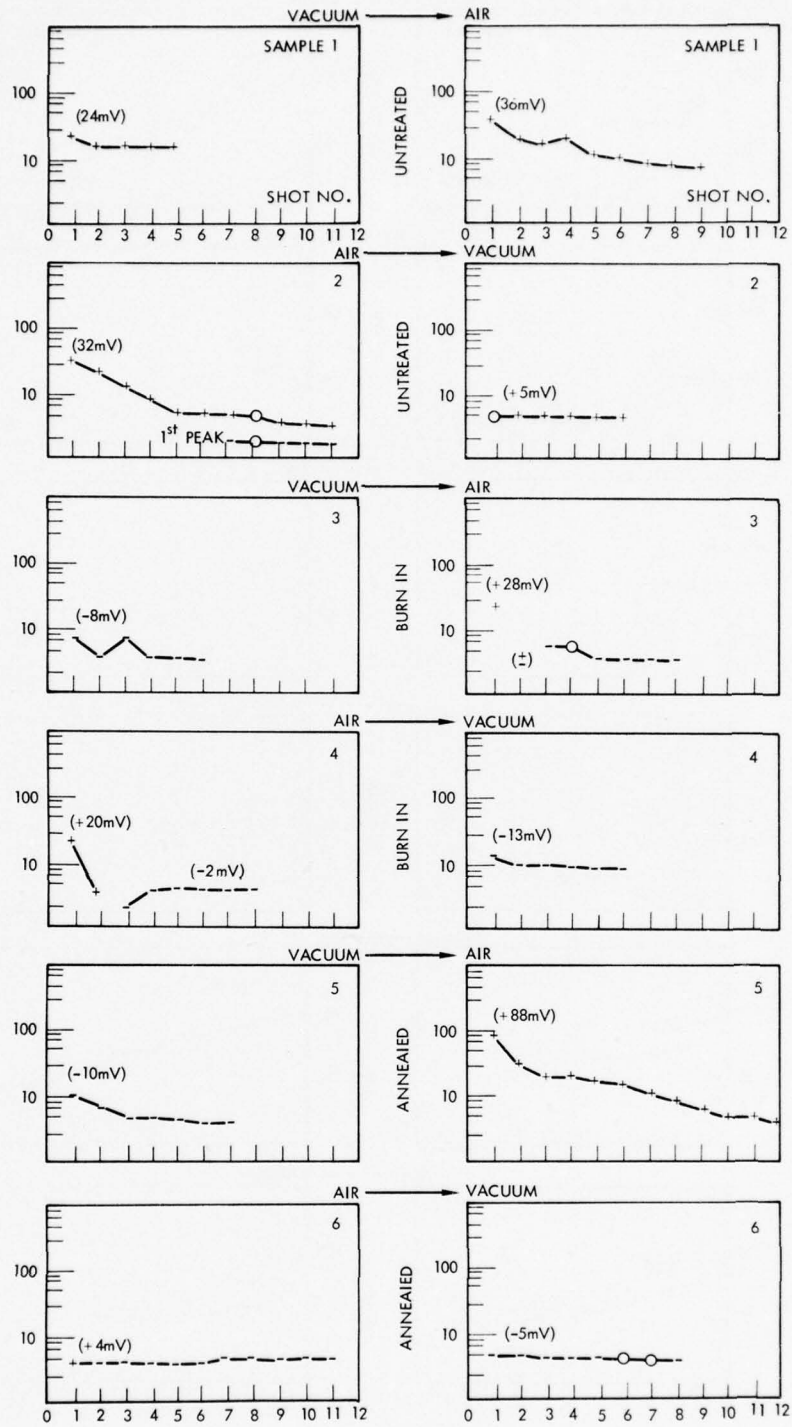 VACUUM AIR
SAMPLE 1 SAMPLE 1
100 100
(24mV) (36mV)
UNTREATED
10 10
SHOT NO. SHOT NO.
0 1 2 3 4 5 6 7 8 9 10 11 12 0 1 2 3 4 5 6 7 8 9 10 11 12
AIR VACUUM
2 2
100 100
(32mV)
UNTREATED
10 10
(+5mV)
1st PEAK
VACUUM AIR
3 3
100 100
(-8mV) (+28mV)
BURN IN
10 10
(±)
AIR VACUUM
4 4
100 100
(+20mV) (-13mV)
BURN IN
10 (-2mV) 10
VACUUM AIR
5 5
100 (+88mV) 100
(-10mV)
ANNEAlED
10 10
AIR VACUUM
6 6
100 100
ANNEAlED
10 (+4mV) 10 (-5mV)
0 1 2 3 4 5 6 7 8 9 10 11 12 0 1 2 3 4 5 6 7 8 9 10 11 12